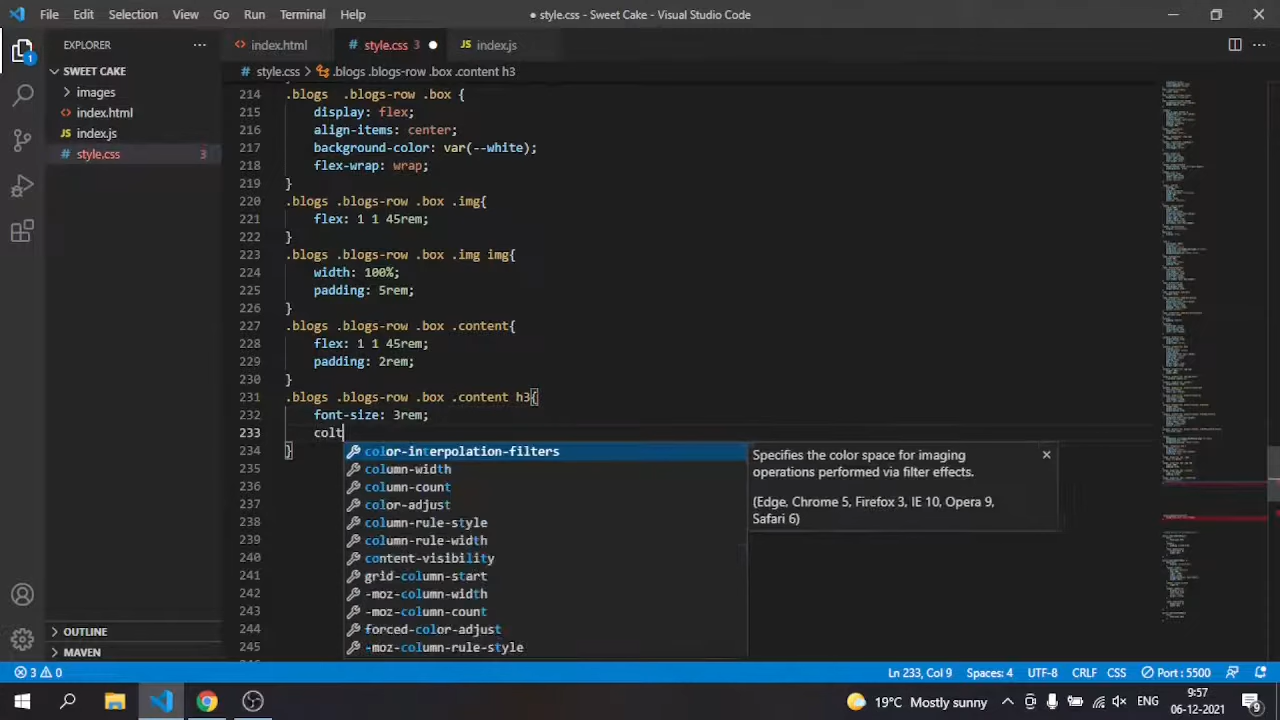 File Edit Selection View Go Run Terminal Help ● style.css - Sweet Cake - Visual Studio Code
EXPLORER ··· <> index.html # style.css 3 ● JS index.js ···
SWEET CAKE # style.css > .blogs .blogs-row .box .content h3
images
<> index.html
JS index.js
# style.css 3
214 .blogs  .blogs-row .box {
215 display: flex;
216 align-items: center;
217 background-color: var(--white);
218 flex-wrap: wrap;
219 }
220 .blogs .blogs-row .box .img{
221 flex: 1 1 45rem;
222 }
223 .blogs .blogs-row .box .img img{
224 width: 100%;
225 padding: 5rem;
226 }
227 .blogs .blogs-row .box .content{
228 flex: 1 1 45rem;
229 padding: 2rem;
230 }
231 .blogs .blogs-row .box .content h3{
232 font-size: 3rem;
233 colt
234 }
235
236
237
238
239
240
241
242
243
244
245
color-interpolation-filters
column-width
column-count
color-adjust
column-rule-style
column-rule-width
content-visibility
grid-column-start
-moz-column-width
-moz-column-count
forced-color-adjust
-moz-column-rule-style
Specifies the color space for imaging
operations performed via filter effects.
(Edge, Chrome 5, Firefox 3, IE 10, Opera 9,
Safari 6)
1
OUTLINE
MAVEN
3 0 Ln 233, Col 9 Spaces: 4 UTF-8 CRLF CSS Port : 5500
19°C Mostly sunny ENG 9:57
06-12-2021 9